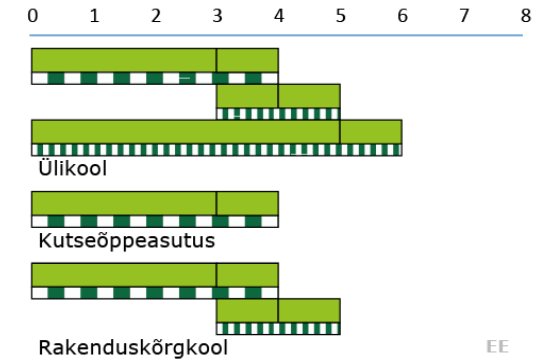 0 1 2 3 4 5 6 7 8
Ülikool
Kutseõppeasutus
Rakenduskõrgkool
EE